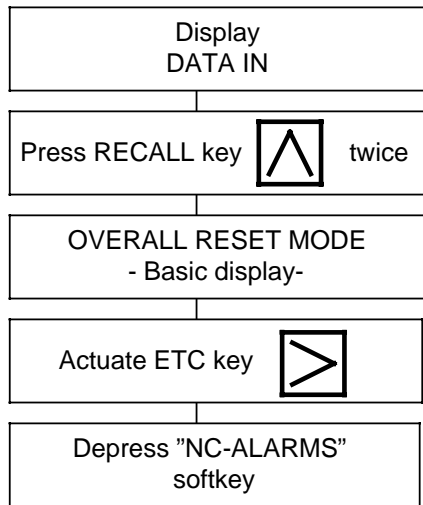 Display
DATA IN
Press RECALL key twice
OVERALL RESET MODE
- Basic display-
Actuate ETC key
Depress ”NC-ALARMS”
softkey